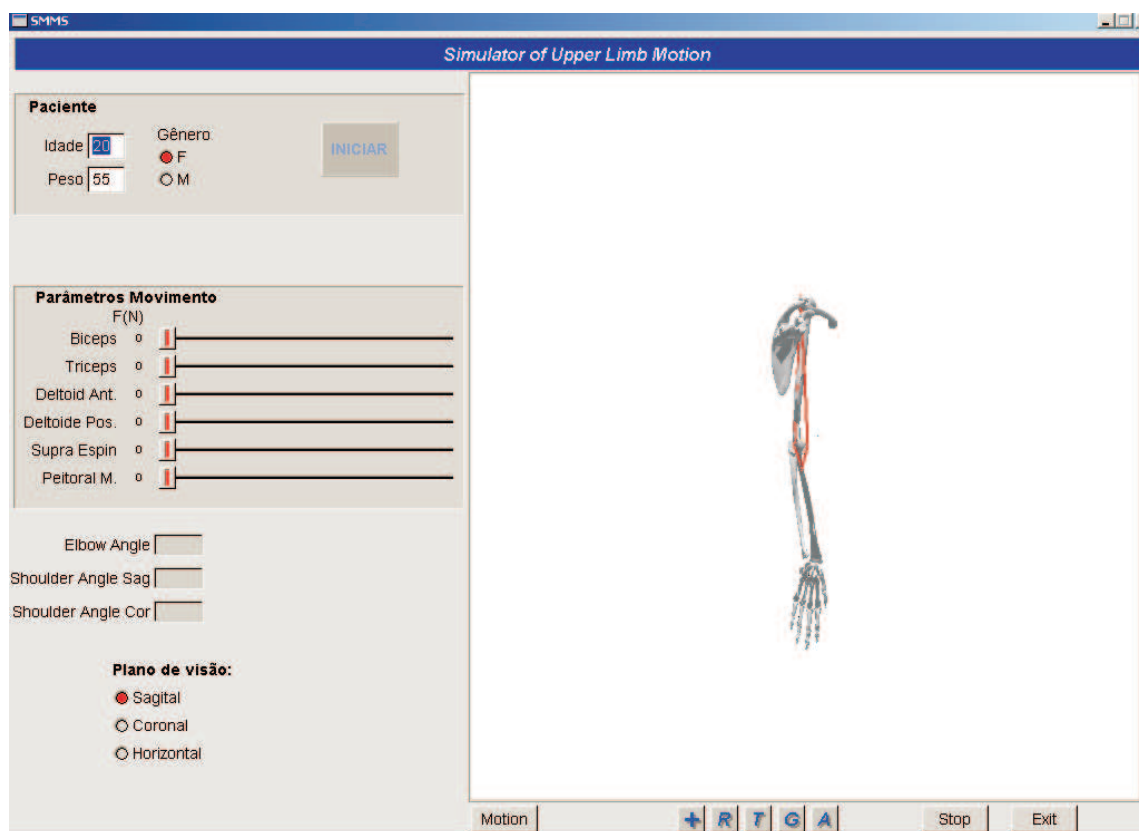 SMMS
Simulator of Upper Limb Motion
Paciente
Idade 20
Peso 55
Gênero
F
M
INICIAR
Parâmetros Movimento
F(N)
Biceps 0
Triceps 0
Deltoid Ant. 0
Deltoide Pos. 0
Supra Espin 0
Peitoral M. 0
Elbow Angle
Shoulder Angle Sag
Shoulder Angle Cor
Plano de visão:
Sagital
Coronal
Horizontal
Motion + R T G A Stop Exit